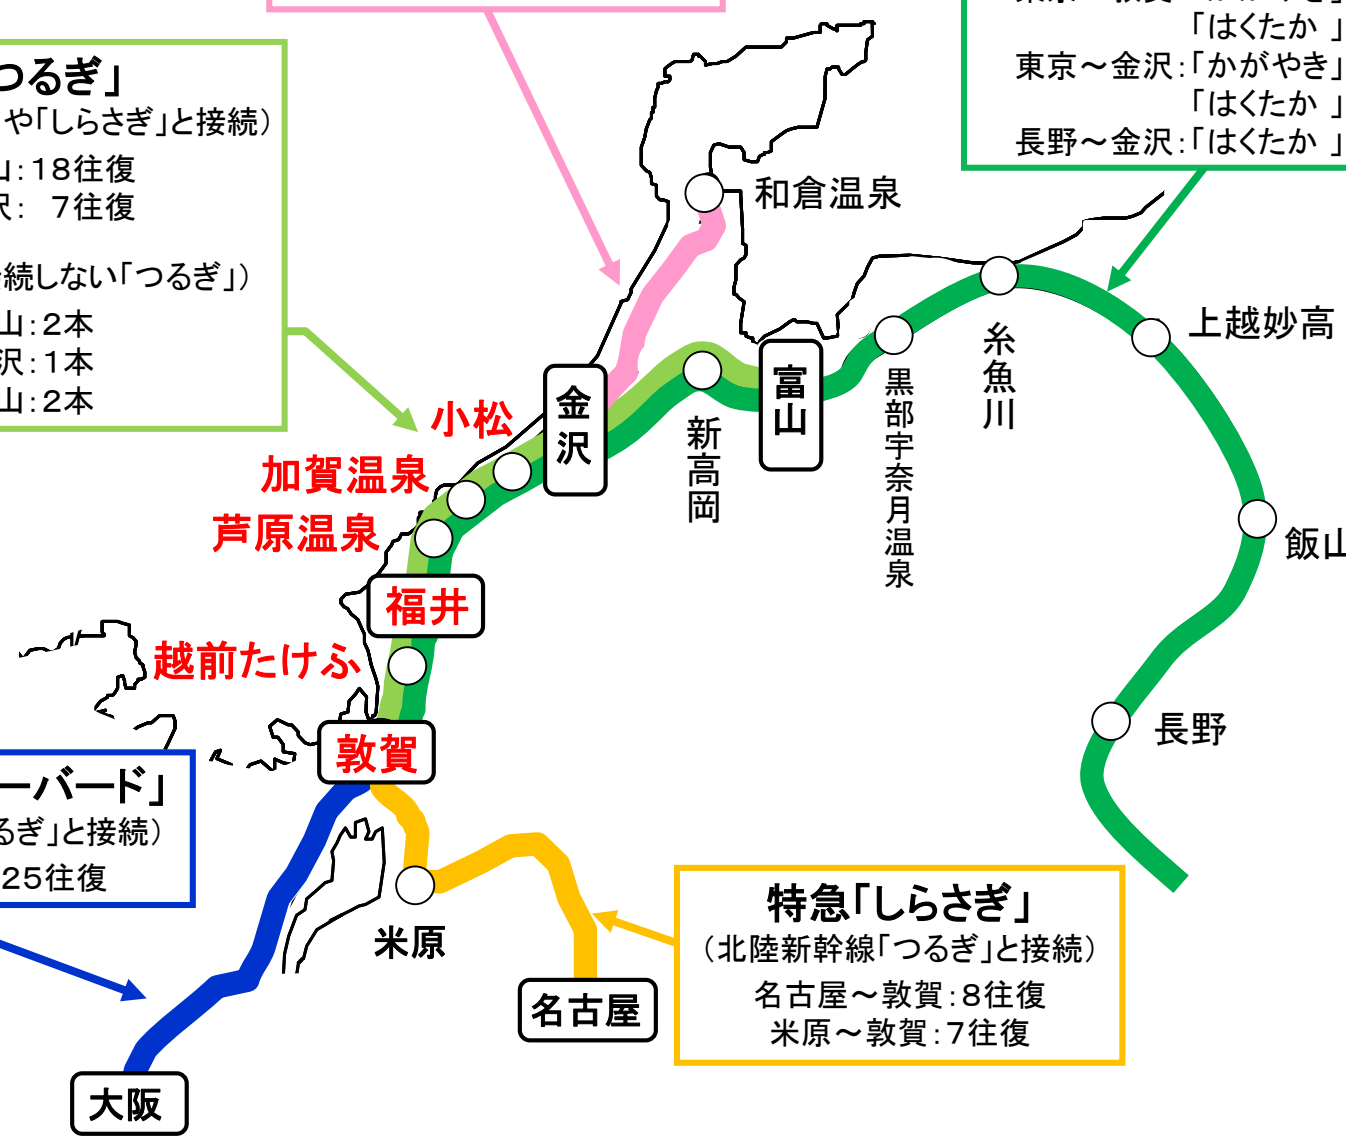 「はくたか 」
東京～金沢：「かがやき」
「はくたか 」
長野～金沢：「はくたか 」
つるぎ」
や「しらさぎ」と接続）
山：18往復
沢： 7往復
続しない「つるぎ」）
山：2本
沢：1本
山：2本
和倉温泉
上越妙高
糸魚川
黒部宇奈月温泉
富山
新高岡
金沢
小松
加賀温泉
芦原温泉
福井
越前たけふ
敦賀
飯山
長野
ーバード」
るぎ」と接続）
25往復
米原
名古屋
大阪
特急「しらさぎ」
（北陸新幹線「つるぎ」と接続）
名古屋～敦賀：8往復
米原～敦賀：7往復